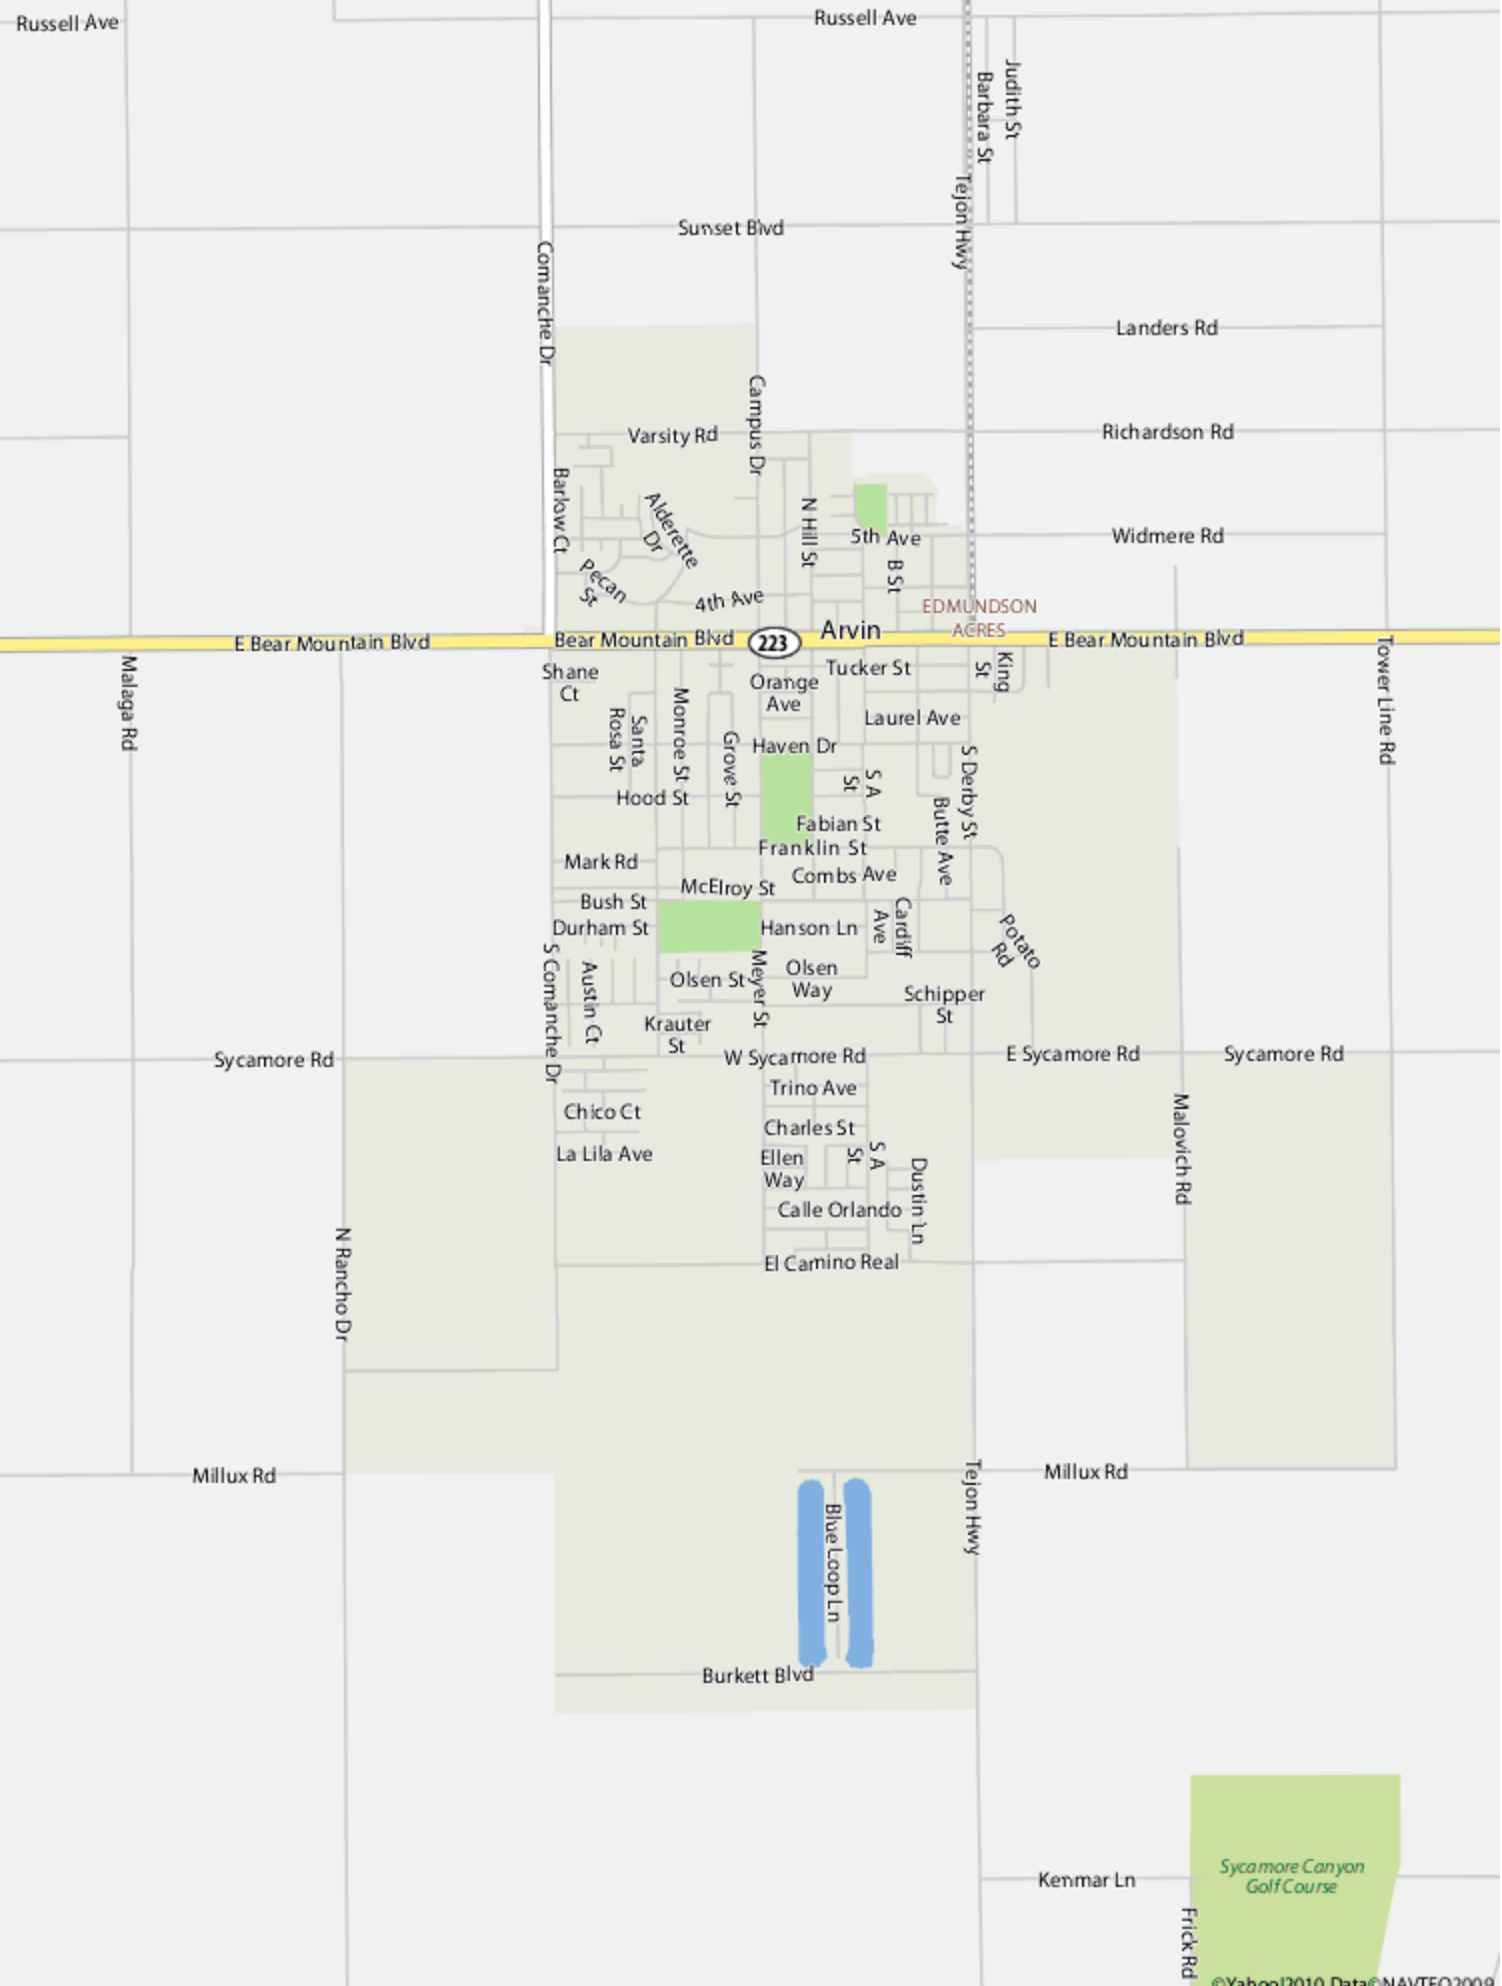 Russell Ave
Russell Ave
Judith St
Barbara St
Tejon Hwy
Sunset Blvd
Comanche Dr
Landers Rd
Campus Dr
Varsity Rd
Richardson Rd
Barlow Ct
Alderette
Dr
N Hill St
5th Ave
Widmere Rd
B St
Pecan
St
4th Ave
EDMUNDSON
ACRES
Arvin
E Bear Mountain Blvd
Bear Mountain Blvd
223
E Bear Mountain Blvd
Malaga Rd
Tower Line Rd
Shane
Ct
Tucker St
King
St
Orange
Ave
Monroe St
Santa
Rosa St
Laurel Ave
Grove St
Haven Dr
S Derby St
S A
St
Hood St
Butte Ave
Fabian St
Franklin St
Mark Rd
Combs Ave
McElroy St
Bush St
Durham St
Hanson Ln
Cardiff
Ave
Potato
Rd
S Comanche Dr
Austin Ct
Olsen St
Meyer St
Olsen
Way
Schipper
St
Krauter
St
Sycamore Rd
W Sycamore Rd
E Sycamore Rd
Sycamore Rd
Trino Ave
Chico Ct
Malovich Rd
Charles St
La Lila Ave
Ellen
Way
S A
St
Dustin Ln
Calle Orlando
N Rancho Dr
El Camino Real
Millux Rd
Tejon Hwy
Millux Rd
Blue Loop Ln
Burkett Blvd
Kenmar Ln
Sycamore Canyon
Golf Course
Frick Rd
©Yahoo!2010 Data©NAVTEQ2009